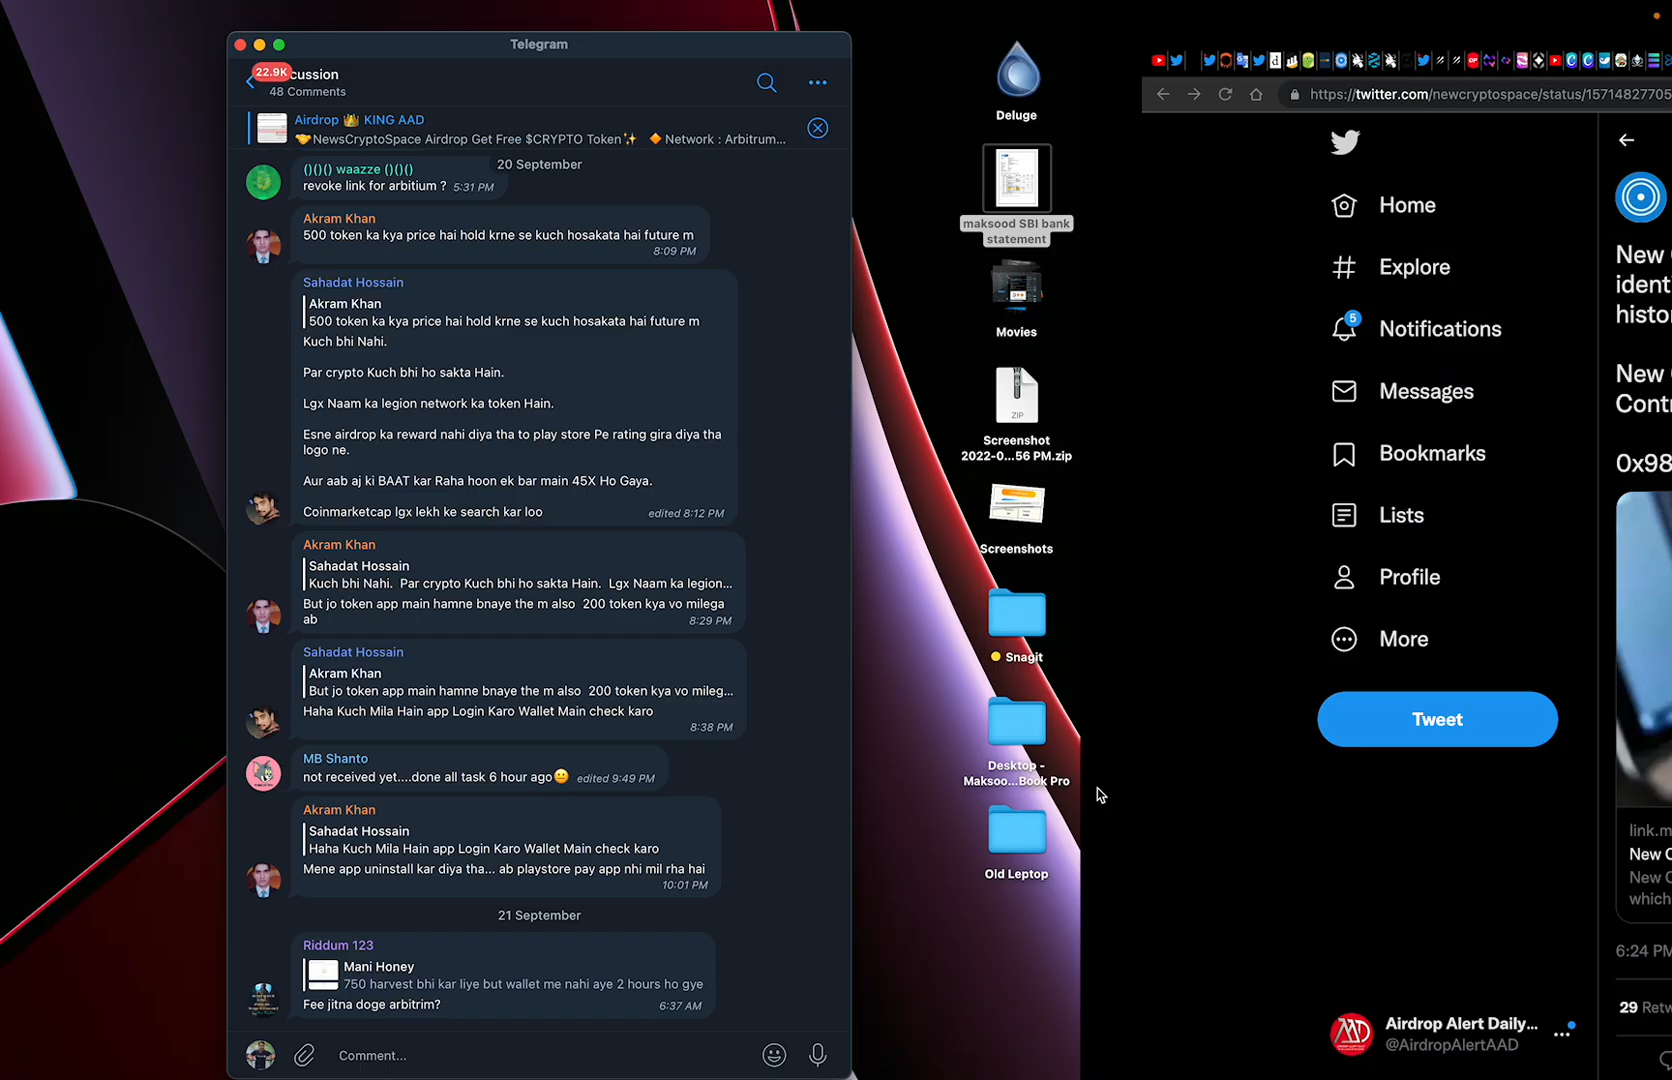 Telegram
22.9K
cussion
48 Comments
Airdrop 👑 KING AAD
🤝NewsCryptoSpace Airdrop Get Free $CRYPTO Token✨ 🔸Network : Arbitrum...
20 September
()()() waazze ()()()
revoke link for arbitium ? 5:31 PM
Akram Khan
500 token ka kya price hai hold krne se kuch hosakata hai future m
8:09 PM
Sahadat Hossain
Akram Khan
500 token ka kya price hai hold krne se kuch hosakata hai future m
Kuch bhi Nahi.
Par crypto Kuch bhi ho sakta Hain.
Lgx Naam ka legion network ka token Hain.
Esne airdrop ka reward nahi diya tha to play store Pe rating gira diya tha
logo ne.
Aur aab aj ki BAAT kar Raha hoon ek bar main 45X Ho Gaya.
Coinmarketcap lgx lekh ke search kar loo edited 8:12 PM
Akram Khan
Sahadat Hossain
Kuch bhi Nahi. Par crypto Kuch bhi ho sakta Hain. Lgx Naam ka legion...
But jo token app main hamne bnaye the m also 200 token kya vo milega
ab 8:29 PM
Sahadat Hossain
Akram Khan
But jo token app main hamne bnaye the m also 200 token kya vo mileg...
Haha Kuch Mila Hain app Login Karo Wallet Main check karo
8:38 PM
MB Shanto
not received yet....done all task 6 hour ago😐 edited 9:49 PM
Akram Khan
Sahadat Hossain
Haha Kuch Mila Hain app Login Karo Wallet Main check karo
Mene app uninstall kar diya tha... ab playstore pay app nhi mil rha hai
10:01 PM
21 September
Riddum 123
Mani Honey
750 harvest bhi kar liye but wallet me nahi aye 2 hours ho gye
Fee jitna doge arbitrim? 6:37 AM
Comment...
Deluge
maksood SBI bank
statement
Movies
ZIP
Screenshot
2022-0...56 PM.zip
Screenshots
Snagit
Desktop -
Maksoo...Book Pro
Old Leptop
https://twitter.com/newcryptospace/status/15714827705
Home
Explore
5
Notifications
Messages
Bookmarks
Lists
Profile
More
Tweet
Airdrop Alert Daily...
@AirdropAlertAAD
New
ident
histo
New
Cont
0x98
link.m
New C
New C
which
6:24 PM
29 Retw